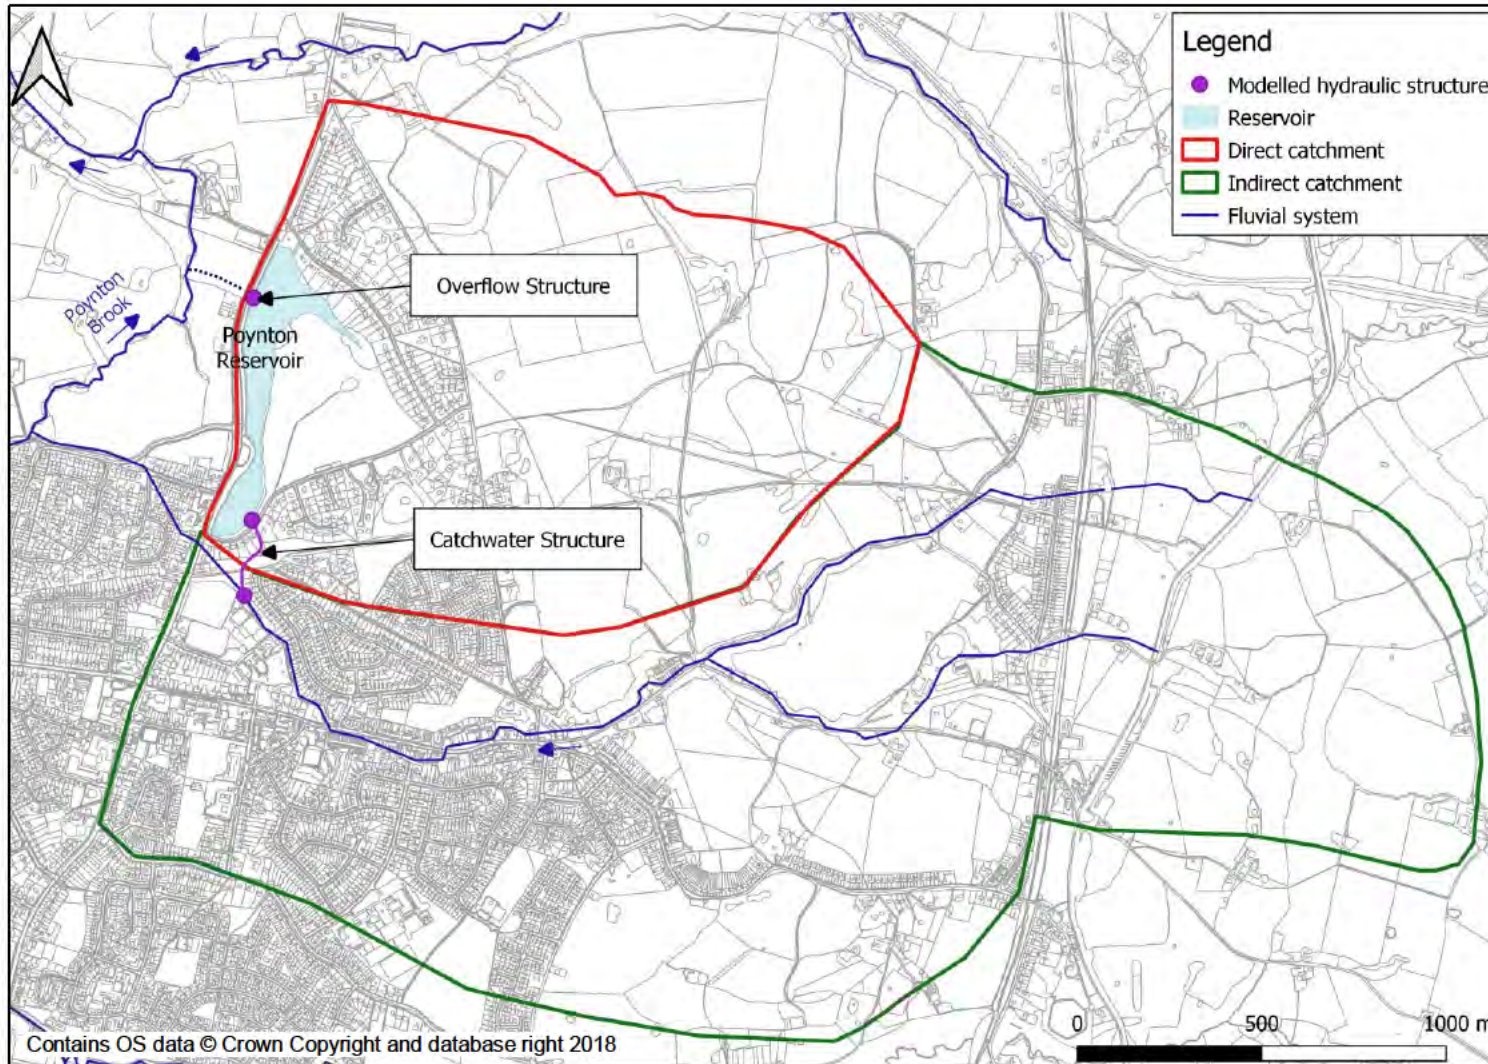 Legend
Modelled hydraulic structure
Reservoir
Direct catchment
Indirect catchment
Fluvial system
Overflow Structure
Poynton
Brook
Poynton
Reservoir
Catchwater Structure
0 500 1000 m
Contains OS data © Crown Copyright and database right 2018